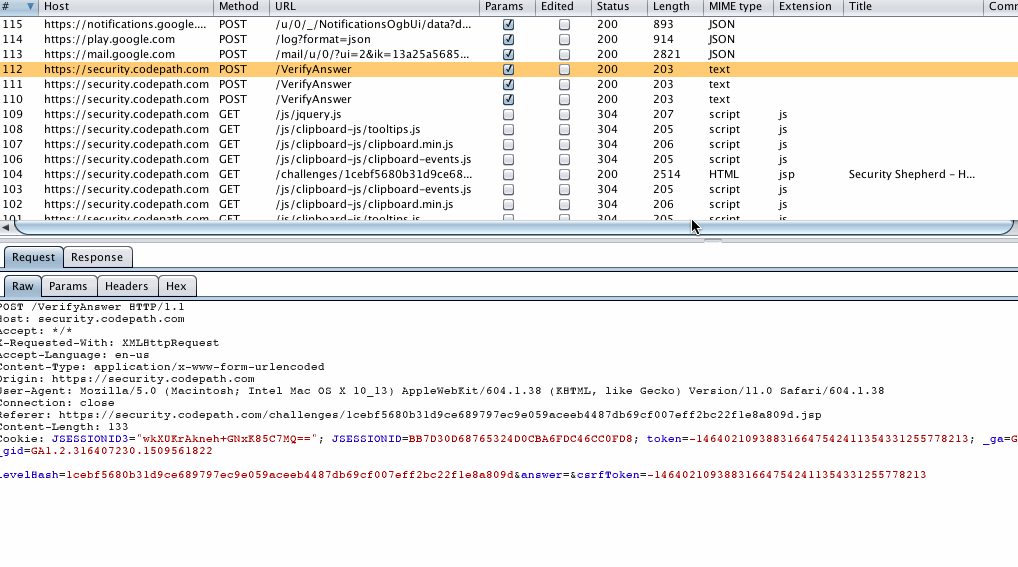 # Host Method URL Params Edited Status Length MIME type Extension Title Comm
115 https://notifications.google.... POST /u/0/_/NotificationsOgbUi/data?d... 200 893 JSON
114 https://play.google.com POST /log?format=json 200 914 JSON
113 https://mail.google.com POST /mail/u/0/?ui=2&ik=13a25a5685... 200 2821 JSON
112 https://security.codepath.com POST /VerifyAnswer 200 203 text
111 https://security.codepath.com POST /VerifyAnswer 200 203 text
110 https://security.codepath.com POST /VerifyAnswer 200 203 text
109 https://security.codepath.com GET /js/jquery.js 304 207 script js
108 https://security.codepath.com GET /js/clipboard-js/tooltips.js 304 205 script js
107 https://security.codepath.com GET /js/clipboard-js/clipboard.min.js 304 206 script js
106 https://security.codepath.com GET /js/clipboard-js/clipboard-events.js 304 205 script js
104 https://security.codepath.com GET /challenges/1cebf5680b31d9ce68... 200 2514 HTML jsp Security Shepherd - H...
103 https://security.codepath.com GET /js/clipboard-js/clipboard-events.js 304 205 script js
102 https://security.codepath.com GET /js/clipboard-js/clipboard.min.js 304 206 script js
101 https://security.codepath.com GET /js/clipboard-js/tooltips.js 304 205 script js
Request Response
Raw Params Headers Hex
POST /VerifyAnswer HTTP/1.1
Host: security.codepath.com
Accept: */*
X-Requested-With: XMLHttpRequest
Accept-Language: en-us
Content-Type: application/x-www-form-urlencoded
Origin: https://security.codepath.com
User-Agent: Mozilla/5.0 (Macintosh; Intel Mac OS X 10_13) AppleWebKit/604.1.38 (KHTML, like Gecko) Version/11.0 Safari/604.1.38
Connection: close
Referer: https://security.codepath.com/challenges/1cebf5680b31d9ce689797ec9e059aceeb4487db69cf007eff2bc22f1e8a809d.jsp
Content-Length: 133
Cookie: JSESSIONID3="wkXUKrAkneh+GNxK85C7MQ=="; JSESSIONID=BB7D30D68765324D0CBA6FDC46CC0FD8; token=-146402109388316647542411354331255778213; _ga=G
_gid=GA1.2.316407230.1509561822
levelHash=1cebf5680b31d9ce689797ec9e059aceeb4487db69cf007eff2bc22f1e8a809d&answer=&csrfToken=-146402109388316647542411354331255778213